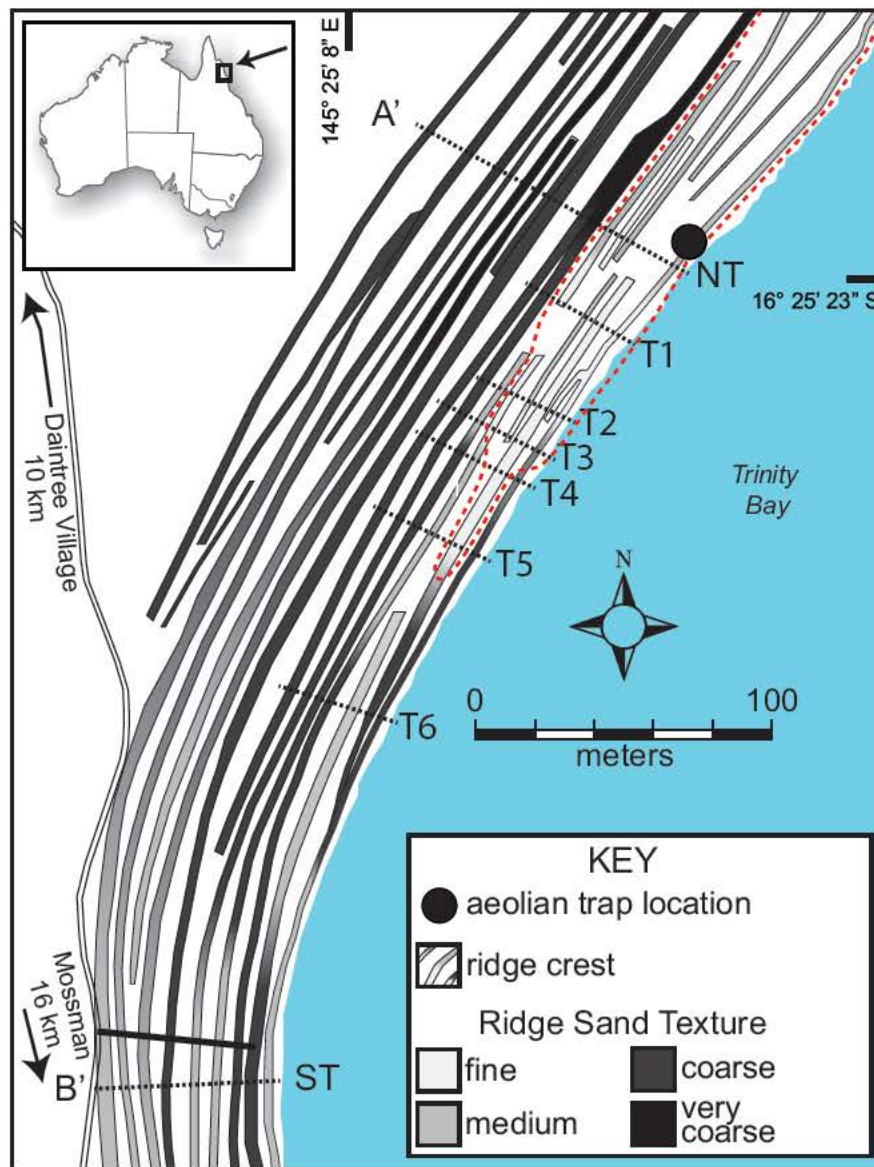 145° 25' 8" E
A'
NT
16° 25' 23" S
T1
T2
T3
T4
T5
T6
Daintree Village
10 km
Trinity
Bay
N
0 100
meters
Mossman
16 km
B'
ST
KEY
aeolian trap location
ridge crest
Ridge Sand Texture
fine
coarse
medium
very
coarse